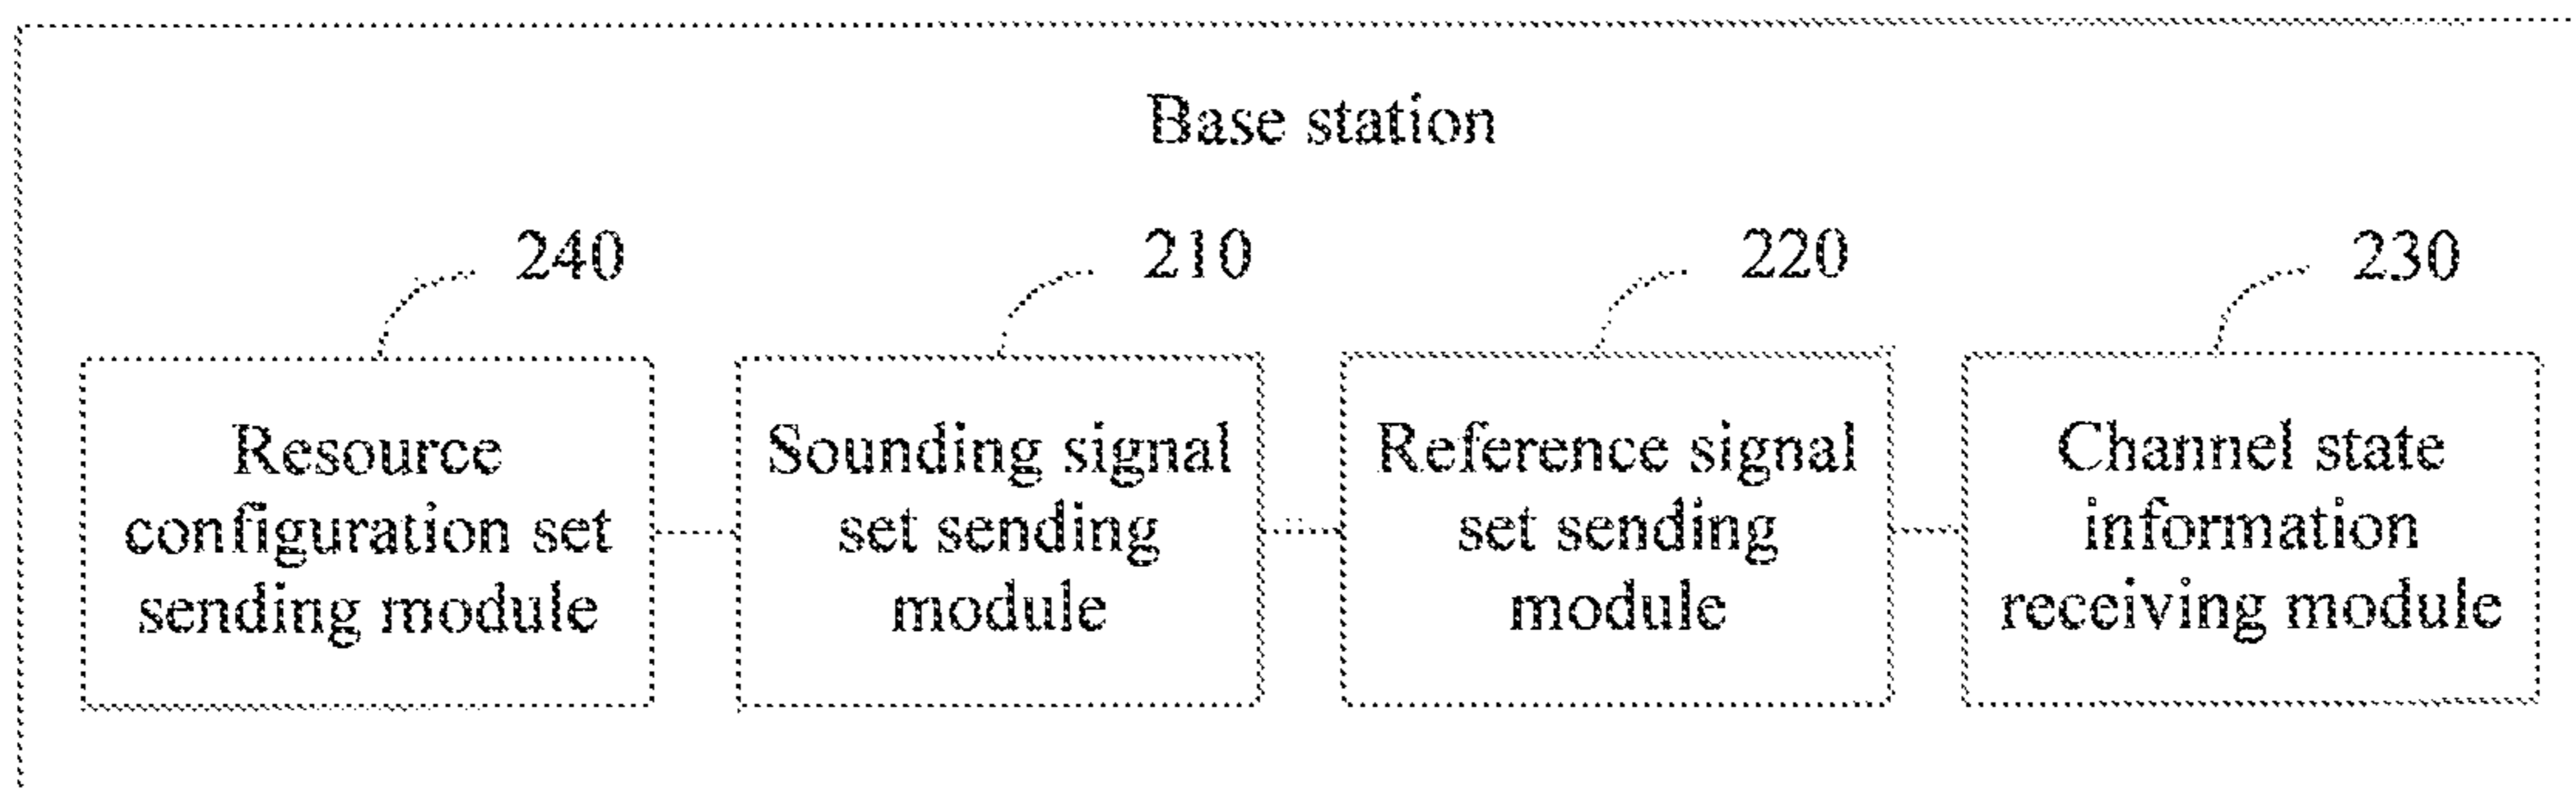 Base station
240
210
220
230
Resource
configuration set
sending module
Sounding signal
set sending
module
Reference signal
set sending
module
Channel state
information
receiving module